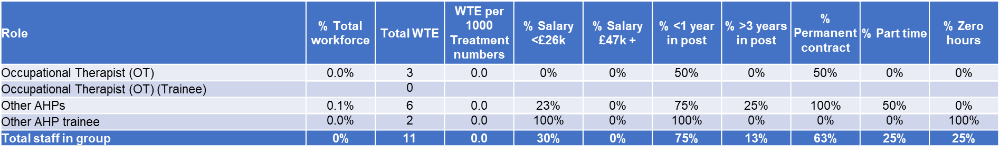 Role % Total workforce Total WTE WTE per 1000 Treatment numbers % Salary <£26k % Salary £47k + % <1 year in post % >3 years in post % Permanent contract % Part time % Zero hours
Occupational Therapist (OT) 0.0% 3 0.0 0% 0% 50% 0% 50% 0% 0%
Occupational Therapist (OT) (Trainee) 0
Other AHPs 0.1% 6 0.0 23% 0% 75% 25% 100% 50% 0%
Other AHP trainee 0.0% 2 0.0 100% 0% 100% 0% 0% 0% 100%
Total staff in group 0% 11 0.0 30% 0% 75% 13% 63% 25% 25%